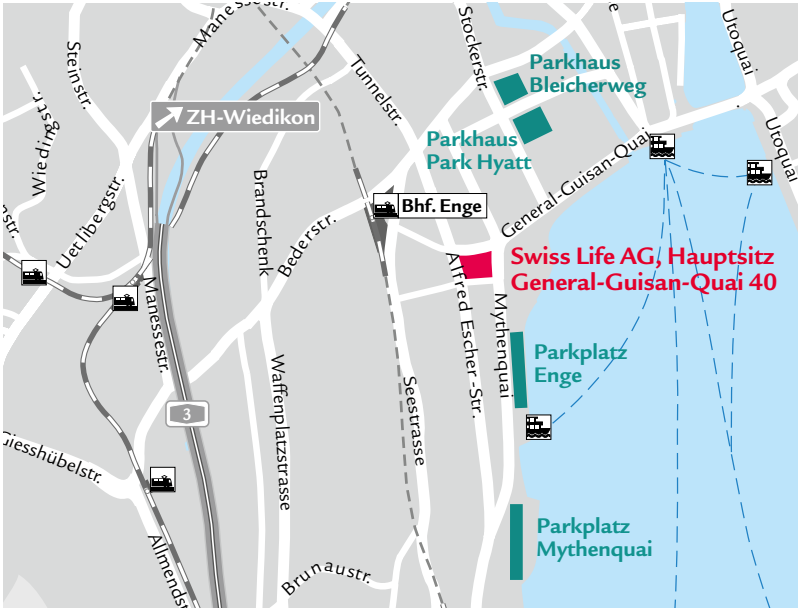 Manessestr.
Steinstr.
Wiedingstr.
Uetlibergstr.
str.
ZH-Wiedikon
Tunnelstr.
Stockerstr.
Utoquai
Utoquai
Parkhaus
Bleicherweg
Parkhaus
Park Hyatt
General-Guisan-Quai
Brandschenk
Bederstr.
Bhf. Enge
Swiss Life AG, Hauptsitz
General-Guisan-Quai 40
Alfred Escher -Str.
Mythenquai
Manessestr.
Parkplatz
Enge
Waffenplatzstrasse
Seestrasse
3
Giesshübelstr.
Parkplatz
Mythenquai
Allmendstr
Brunaustr.